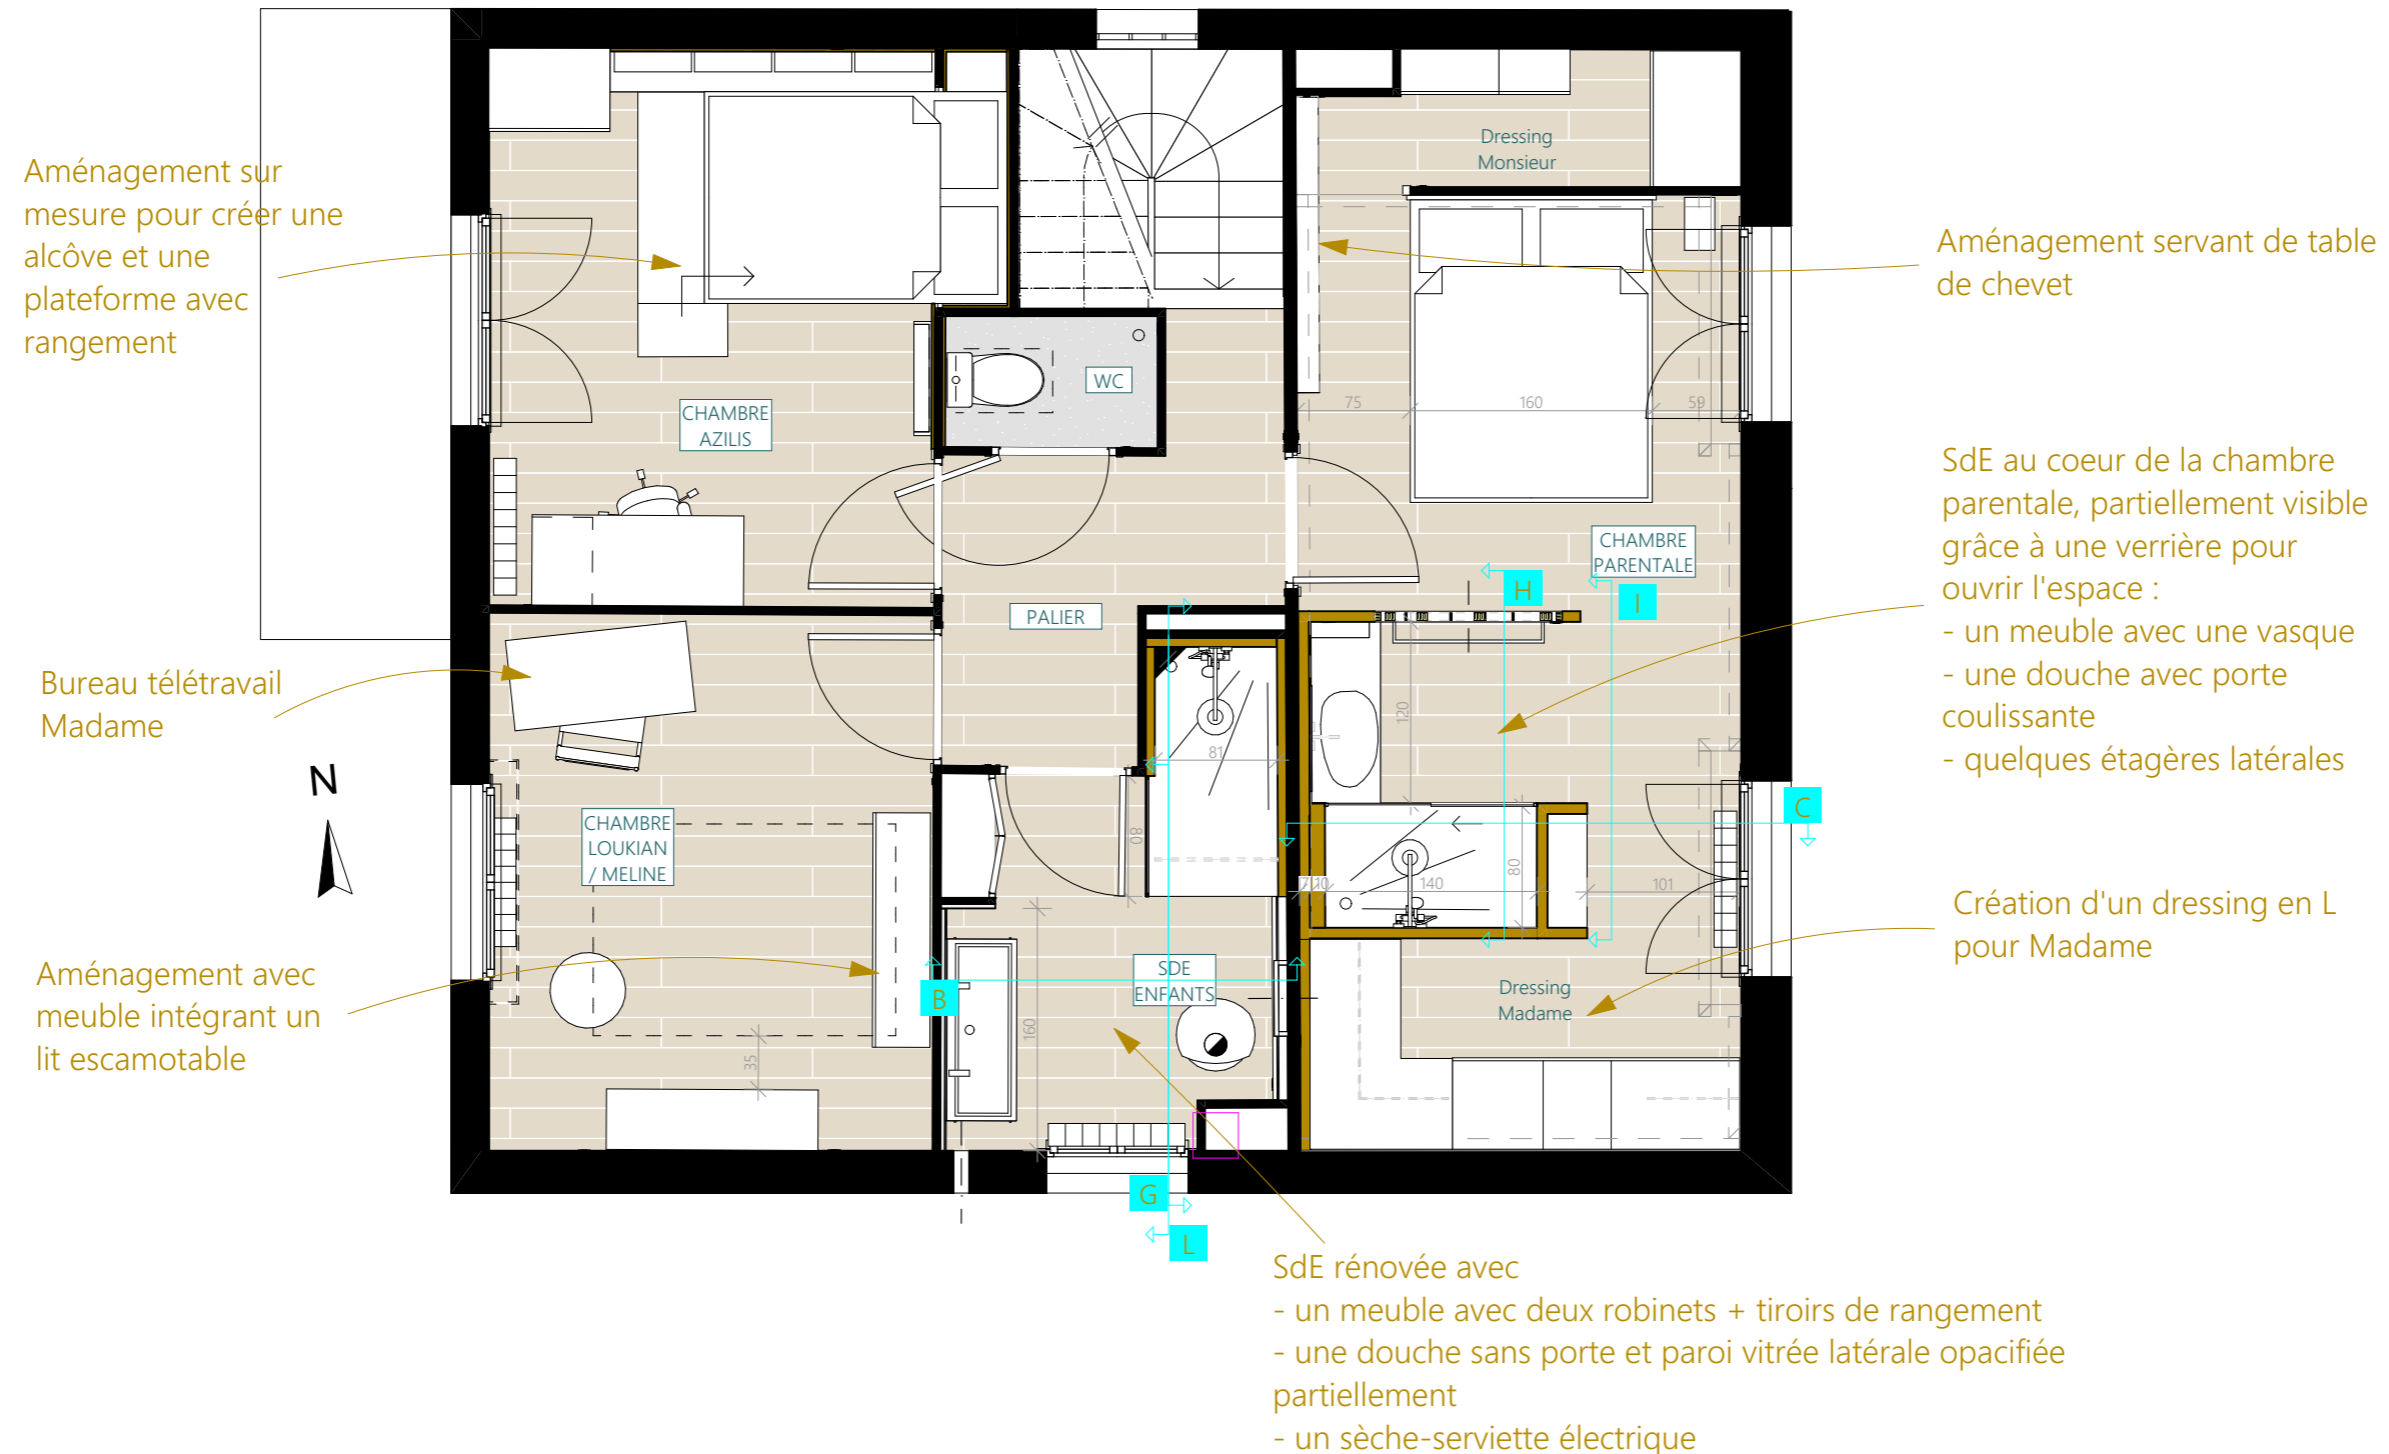 Aménagement sur
mesure pour créer une
alcôve et une
plateforme avec
rangement
Bureau télétravail
Madame
N
Aménagement avec
meuble intégrant un
lit escamotable
CHAMBRE
AZILIS
CHAMBRE
LOUKIAN
/ MELINE
35
WC
PALIER
81
80
160
SDE
ENFANTS
B
G
L
Dressing
Monsieur
75
160
59
CHAMBRE
PARENTALE
H
I
120
7
10
140
80
101
C
Dressing
Madame
Aménagement servant de table
de chevet
SdE au coeur de la chambre
parentale, partiellement visible
grâce à une verrière pour
ouvrir l'espace :
- un meuble avec une vasque
- une douche avec porte
coulissante
- quelques étagères latérales
Création d'un dressing en L
pour Madame
SdE rénovée avec
- un meuble avec deux robinets + tiroirs de rangement
- une douche sans porte et paroi vitrée latérale opacifiée
partiellement
- un sèche-serviette électrique